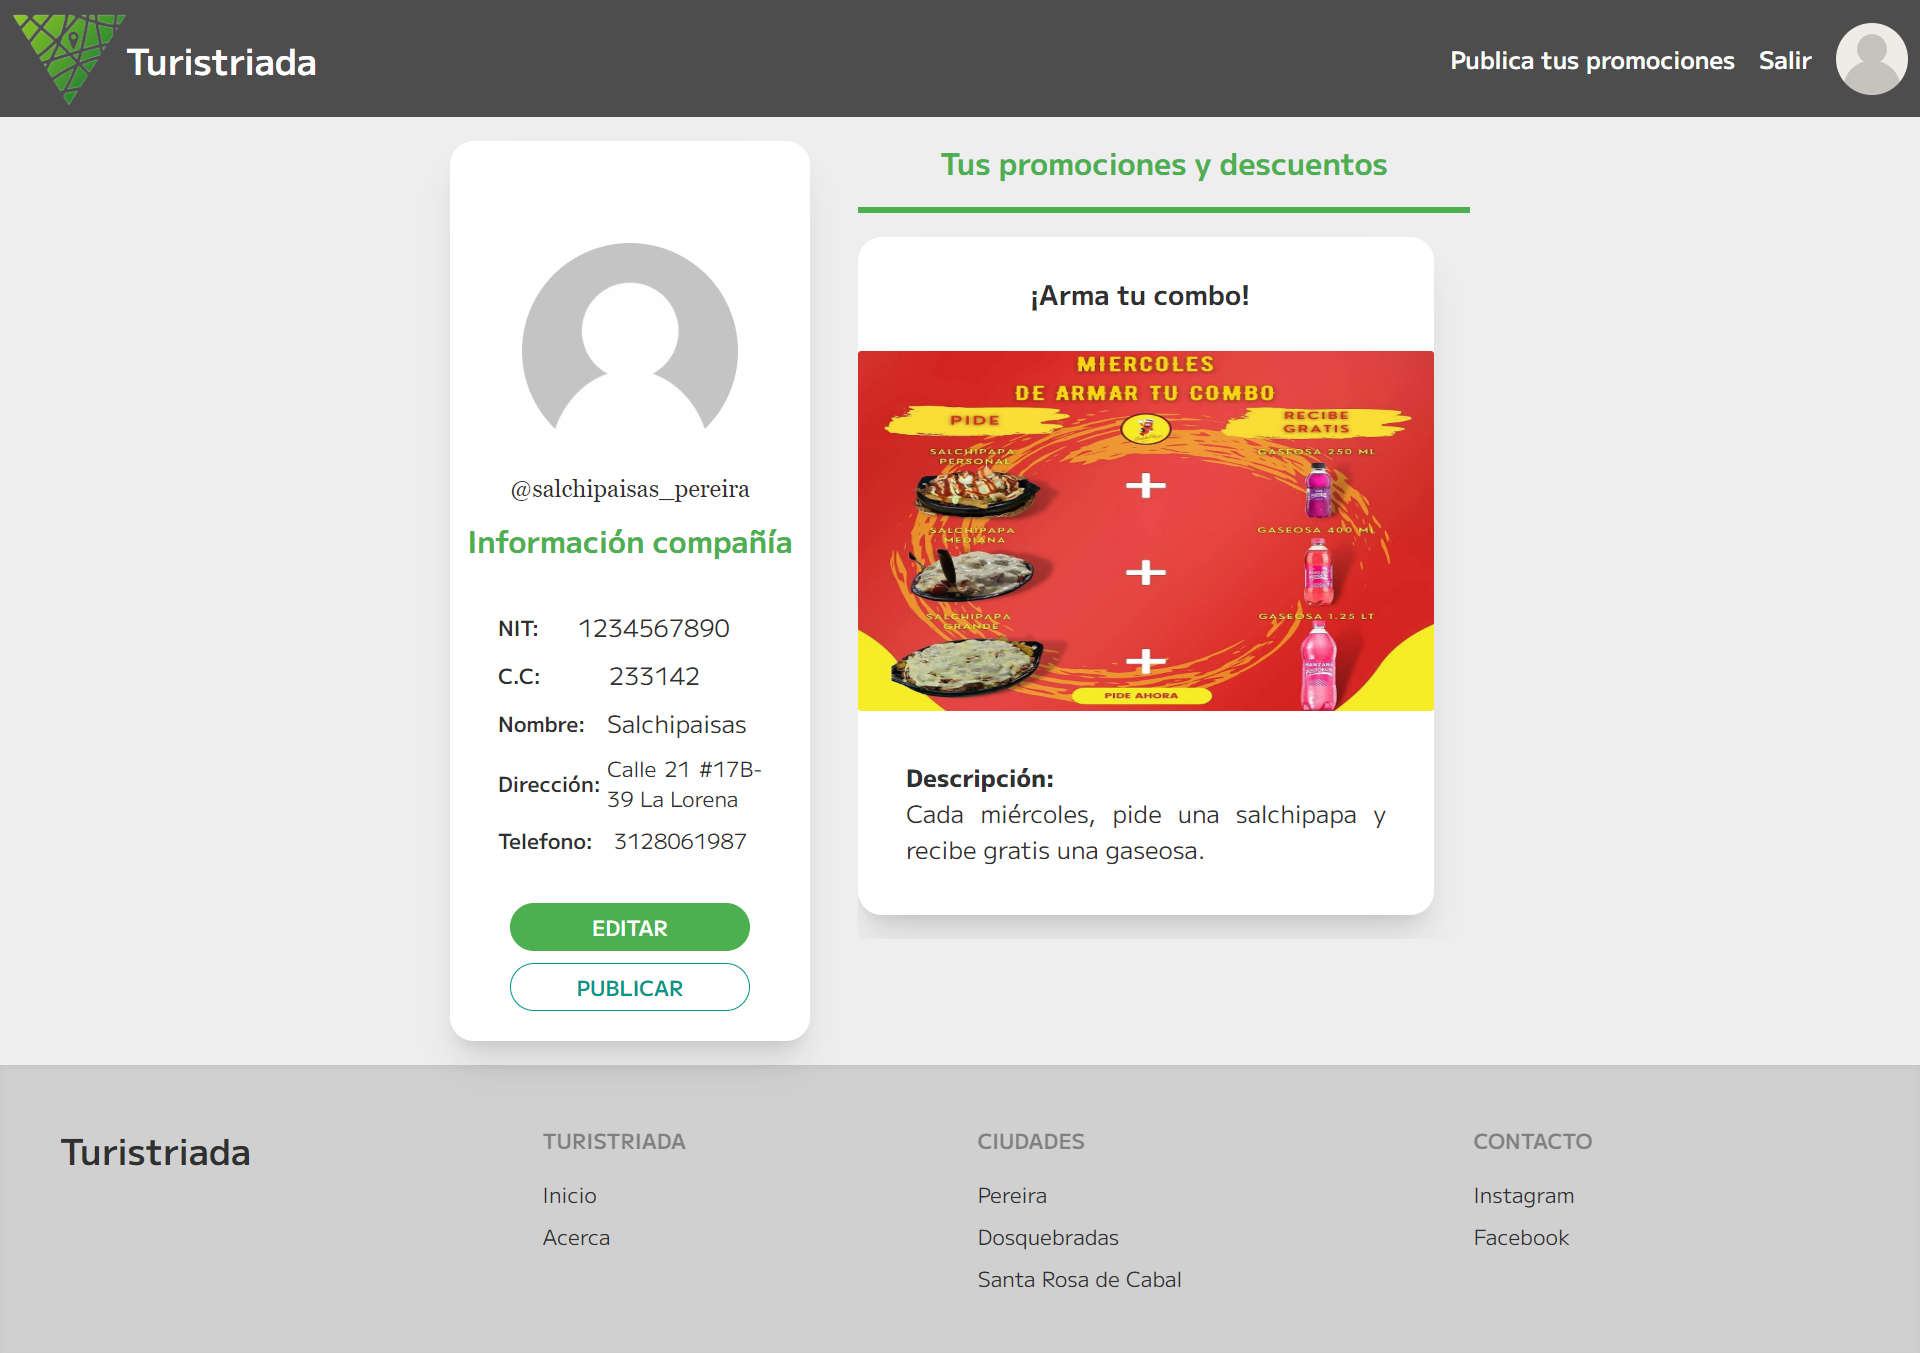 Turistriada
Publica tus promociones
Salir
@salchipaisas_pereira
Información compañía
NIT: 1234567890
C.C: 233142
Nombre: Salchipaisas
Dirección: Calle 21 #17B-
39 La Lorena
Telefono: 3128061987
EDITAR
PUBLICAR
Tus promociones y descuentos
¡Arma tu combo!
MIERCOLES
DE ARMAR TU COMBO
PIDE
RECIBE
GRATIS
SALCHIPAPA
PERSONAL
GASEOSA 250 ML
SALCHIPAPA
MEDIANA
GASEOSA 400 ML
SALCHIPAPA
GRANDE
GASEOSA 1.25 LT
MANZANA
PIDE AHORA
Descripción:
Cada miércoles, pide una salchipapa y
recibe gratis una gaseosa.
Turistriada
TURISTRIADA
Inicio
Acerca
CIUDADES
Pereira
Dosquebradas
Santa Rosa de Cabal
CONTACTO
Instagram
Facebook